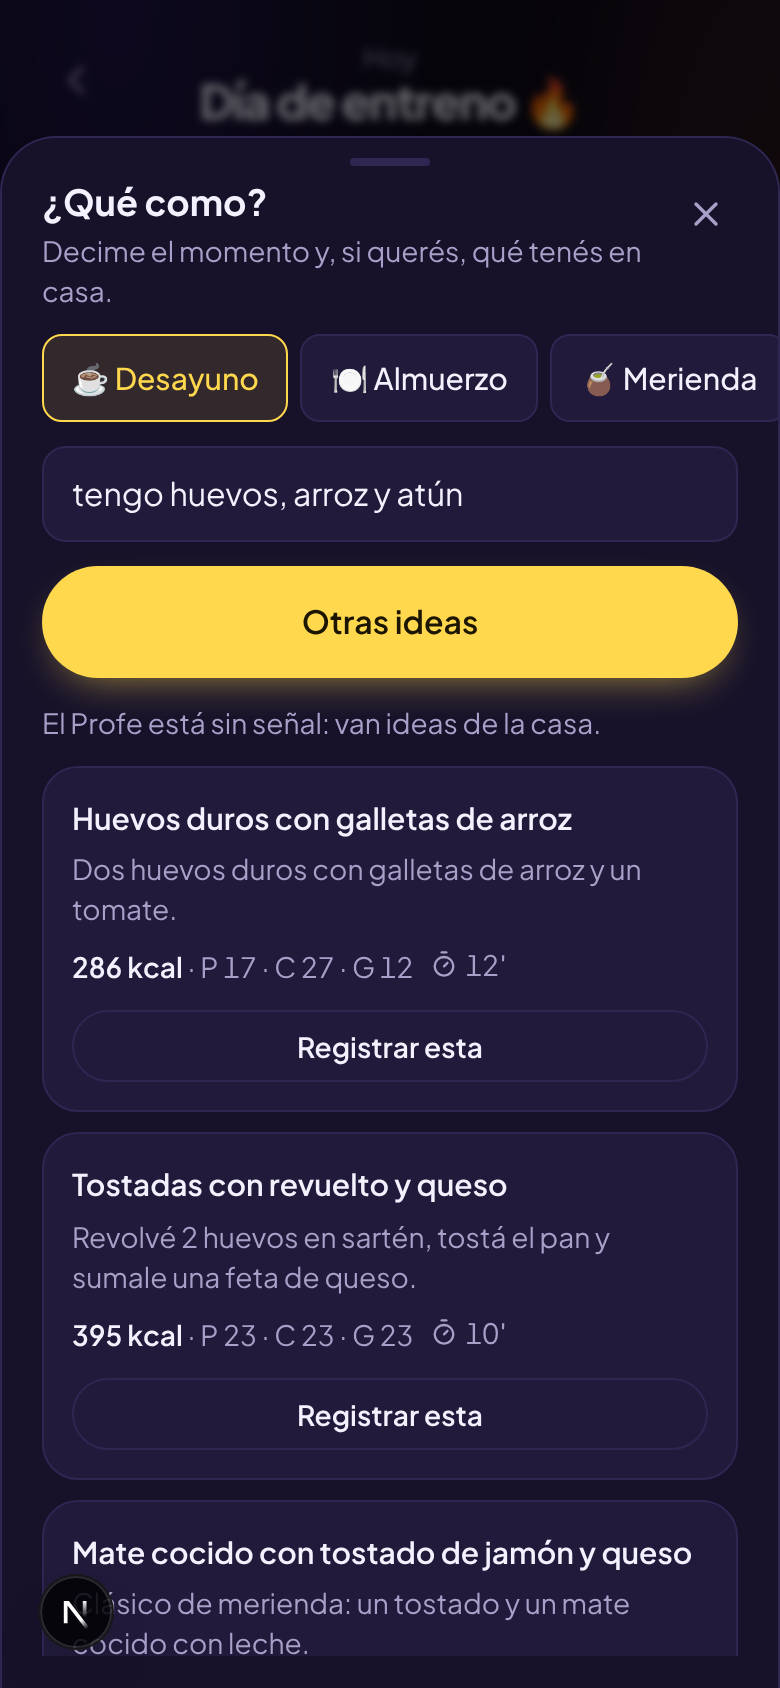 Hoy
Día de entreno 🔥
¿Qué como?
Decime el momento y, si querés, qué tenés en
casa.
☕ Desayuno
🍽️ Almuerzo
🧉 Merienda
tengo huevos, arroz y atún
Otras ideas
El Profe está sin señal: van ideas de la casa.
Huevos duros con galletas de arroz
Dos huevos duros con galletas de arroz y un
tomate.
286 kcal · P 17 · C 27 · G 12 ⏱ 12'
Registrar esta
Tostadas con revuelto y queso
Revolvé 2 huevos en sartén, tostá el pan y
sumale una feta de queso.
395 kcal · P 23 · C 23 · G 23 ⏱ 10'
Registrar esta
Mate cocido con tostado de jamón y queso
Clásico de merienda: un tostado y un mate
cocido con leche.
N